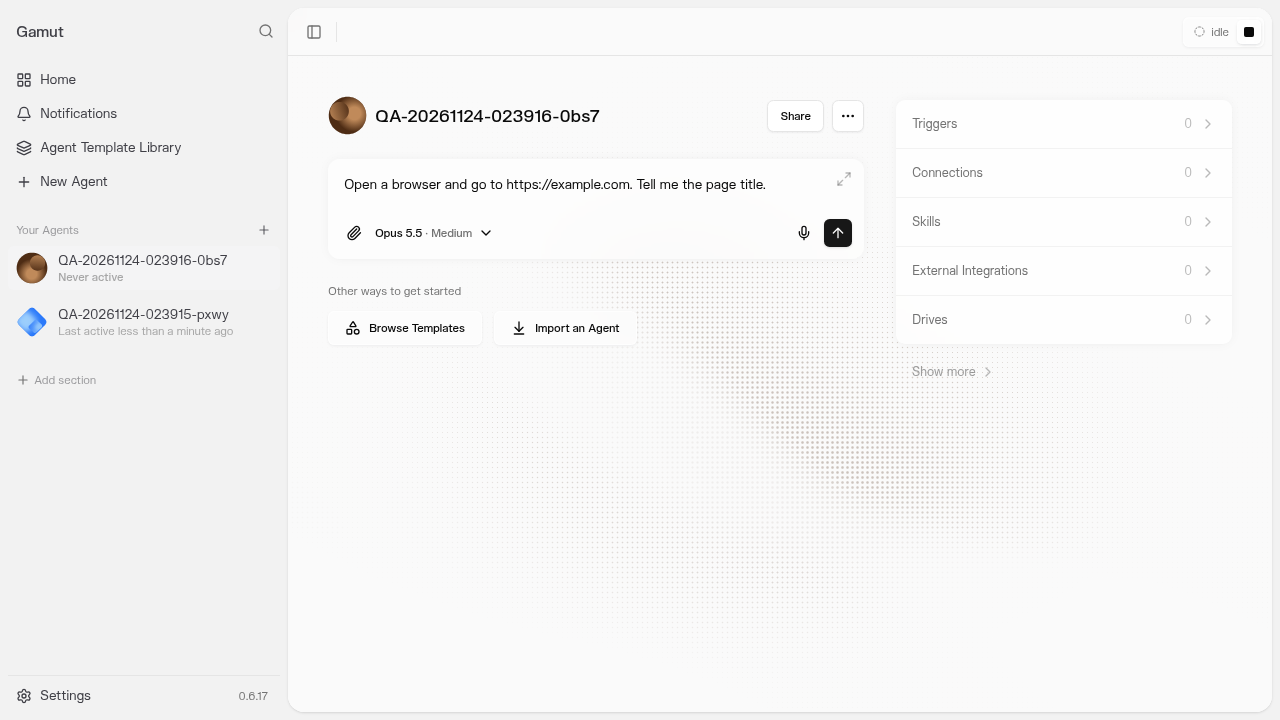 Gamut
Home
Notifications
Agent Template Library
New Agent
Your Agents
QA-20261124-023916-0bs7
Never active
QA-20261124-023915-pxwy
Last active less than a minute ago
Add section
Settings
0.6.17
idle
QA-20261124-023916-0bs7
Share
Open a browser and go to https://example.com. Tell me the page title.
Opus 5.5 · Medium
Other ways to get started
Browse Templates
Import an Agent
Triggers 0
Connections 0
Skills 0
External Integrations 0
Drives 0
Show more